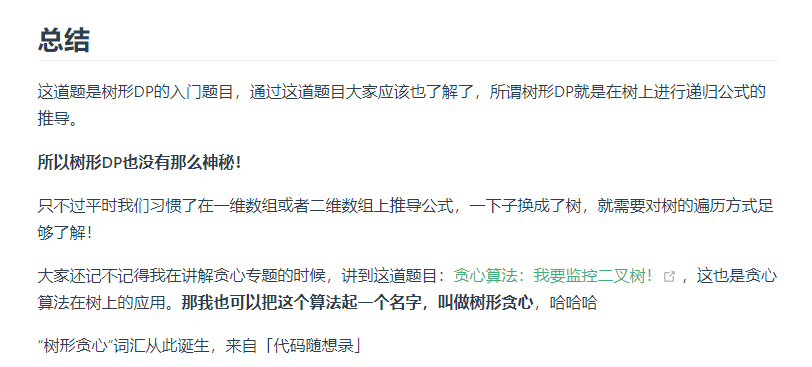 总结
这道题是树形DP的入门题目，通过这道题目大家应该也了解了，所谓树形DP就是在树上进行递归公式的
推导。
所以树形DP也没有那么神秘！
只不过平时我们习惯了在一维数组或者二维数组上推导公式，一下子换成了树，就需要对树的遍历方式足
够了解！
大家还记不记得我在讲解贪心专题的时候，讲到这道题目：贪心算法：我要监控二叉树！，这也是贪心
算法在树上的应用。那我也可以把这个算法起一个名字，叫做树形贪心，哈哈哈
“树形贪心”词汇从此诞生，来自「代码随想录」